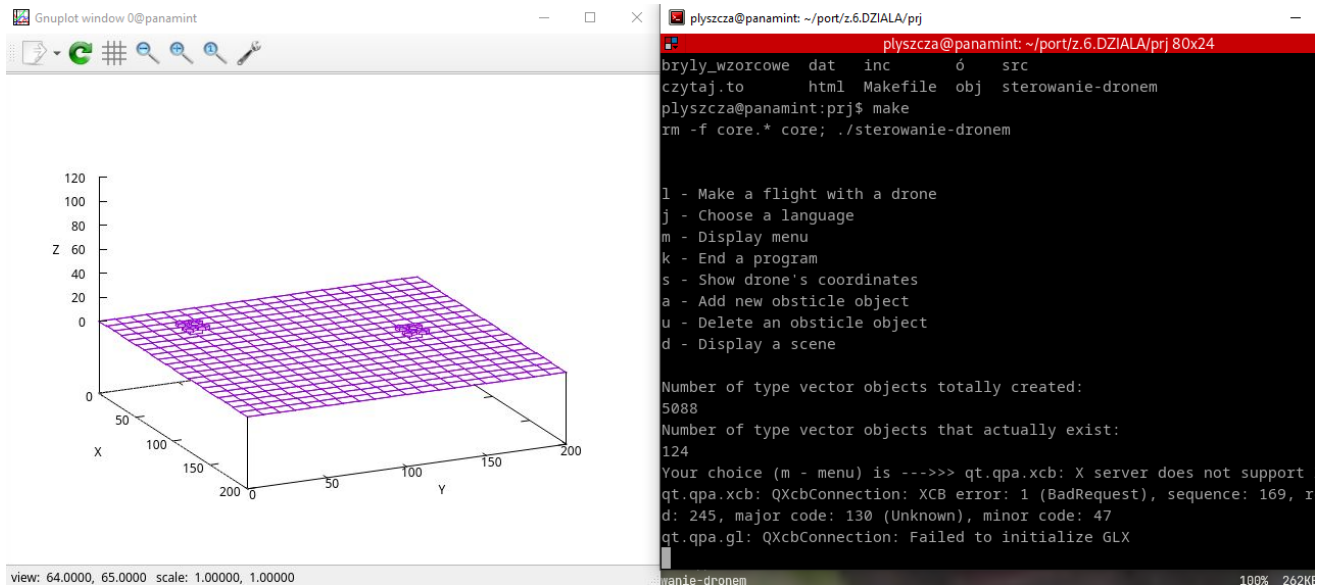 Gnuplot window 0@panamint
120
100
80
Z 60
40
20
0
0
50
X 100
150
200
0
50
100
150
200
Y
view: 64.0000, 65.0000 scale: 1.00000, 1.00000
plyszcza@panamint: ~/port/z.6.DZIALA/prj
plyszcza@panamint: ~/port/z.6.DZIALA/prj 80x24
bryly_wzorcowe dat inc ó src
czytaj.to html Makefile obj sterowanie-dronem
plyszcza@panamint:prj$ make
rm -f core.* core; ./sterowanie-dronem
l - Make a flight with a drone
j - Choose a language
m - Display menu
k - End a program
s - Show drone's coordinates
a - Add new obsticle object
u - Delete an obsticle object
d - Display a scene
Number of type vector objects totally created:
5088
Number of type vector objects that actually exist:
124
Your choice (m - menu) is --->>> qt.qpa.xcb: X server does not support
qt.qpa.xcb: QXcbConnection: XCB error: 1 (BadRequest), sequence: 169, r
d: 245, major code: 130 (Unknown), minor code: 47
qt.qpa.gl: QXcbConnection: Failed to initialize GLX
wanie-dronem 100% 262KB